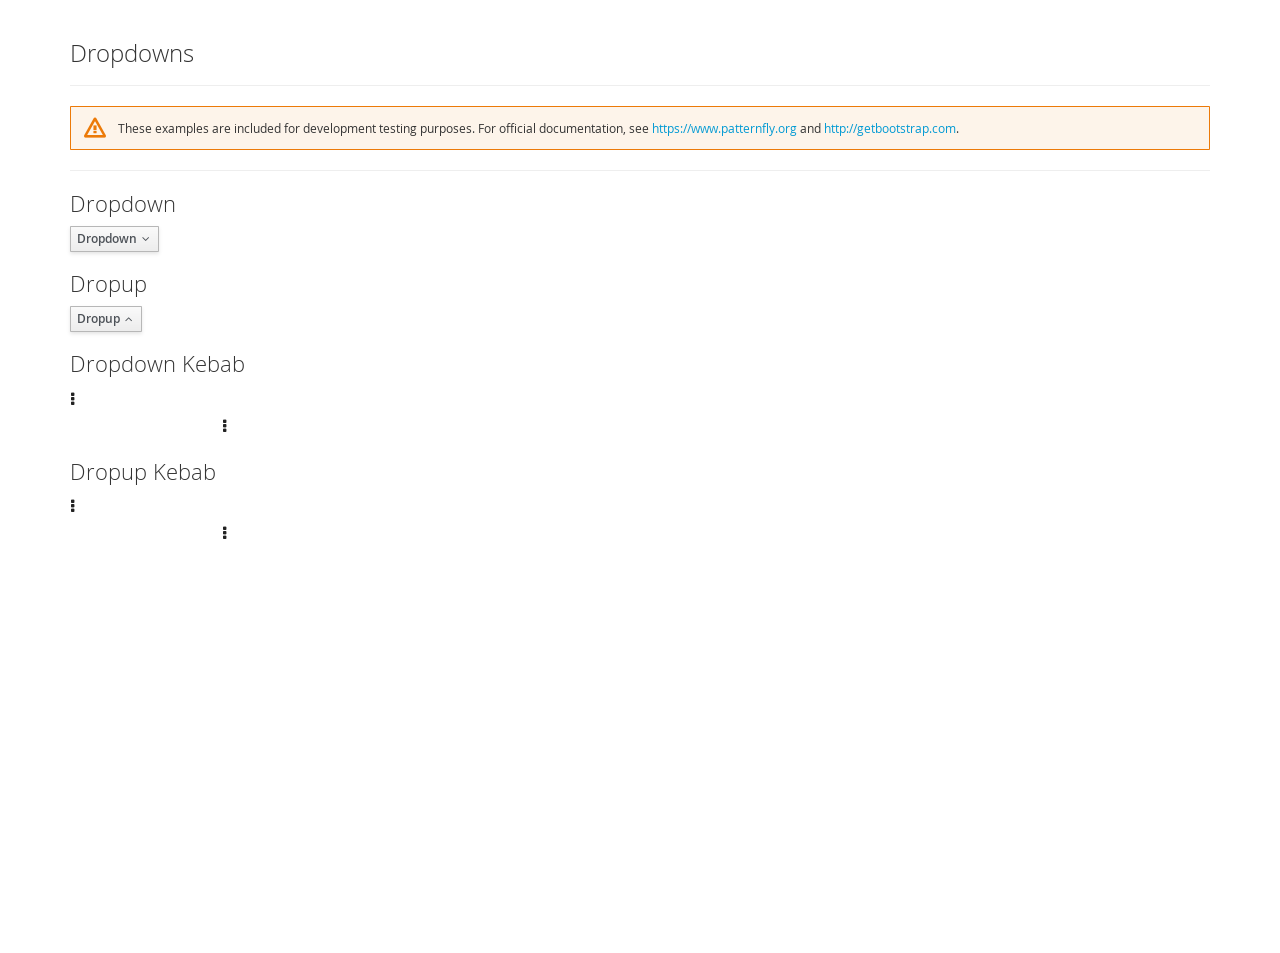 Dropdowns
These examples are included for development testing purposes. For official documentation, see https://www.patternfly.org and http://getbootstrap.com.
Dropdown
Dropdown
Dropup
Dropup
Dropdown Kebab
Dropup Kebab